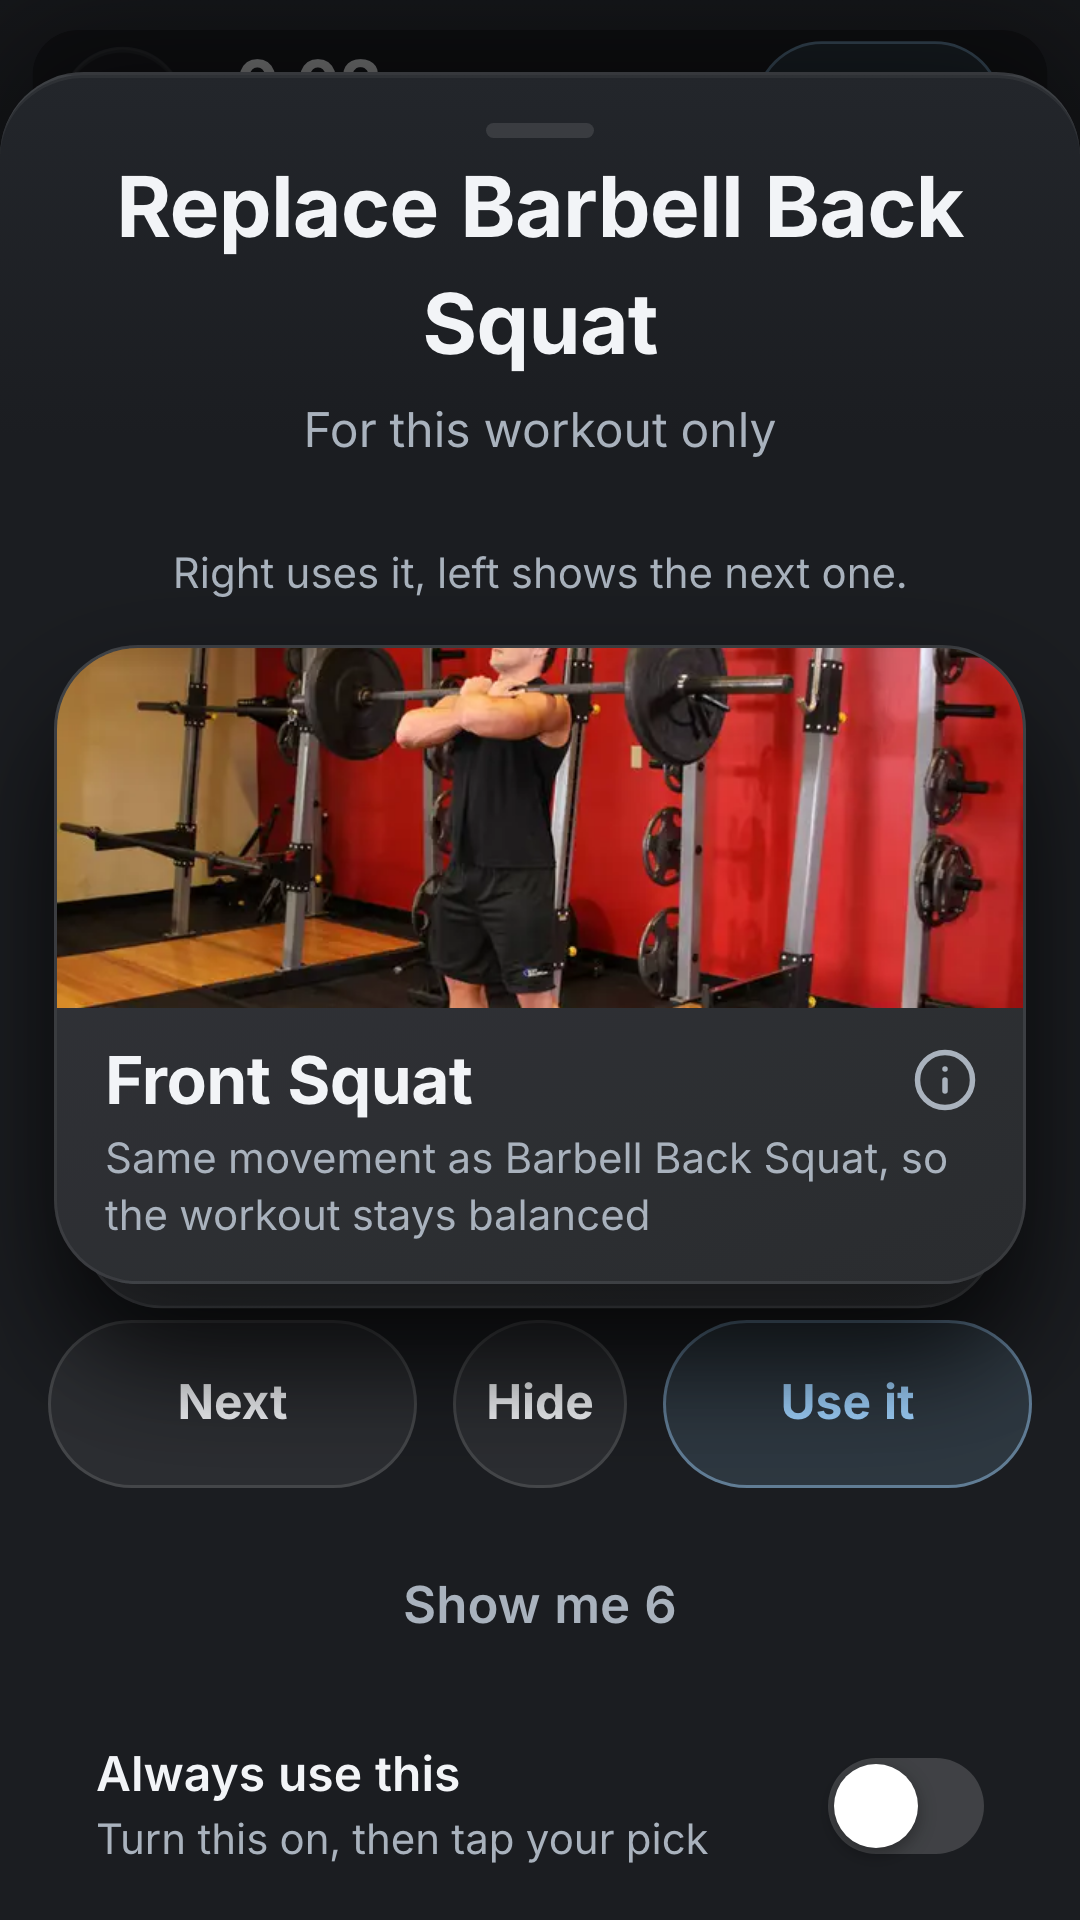 Replace Barbell Back
Squat
For this workout only
Right uses it, left shows the next one.
Front Squat
Same movement as Barbell Back Squat, so
the workout stays balanced
Next
Hide
Use it
Show me 6
Always use this
Turn this on, then tap your pick